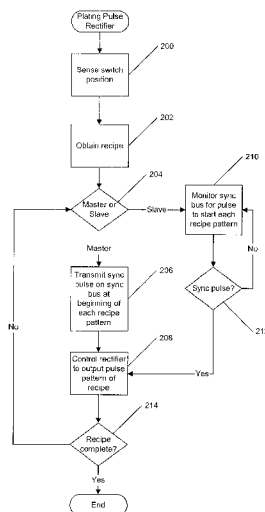 Plating Pulse
Rectifier
200
Sense switch
position
202
Obtain recipe
204
Master or
Slave
Slave
210
Monitor sync
bus for pulse
to start each
recipe pattern
Master
No
206
Transmit sync
pulse on sync
bus at
beginning of
each recipe
pattern
Sync pulse?
No
208
Yes
Control rectifier
to output pulse
pattern of
recipe
214
Recipe
complete?
Yes
End